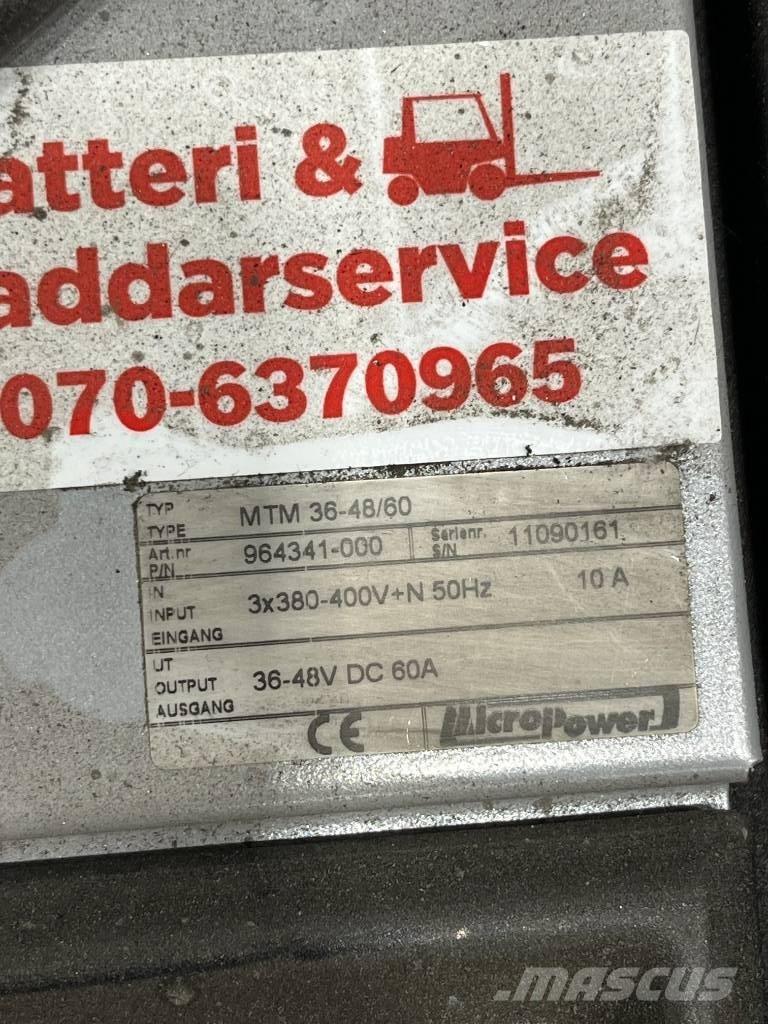 atteri &
addarservice
070-6370965
TYP
TYPE MTM 36-48/60
Art.nr
P/N 964341-000 Serienr.
S/N 11090161
IN
INPUT 3x380-400V+N 50Hz 10 A
EINGANG
UT
OUTPUT 36-48V DC 60A
AUSGANG
CE MicroPower
MASCUS